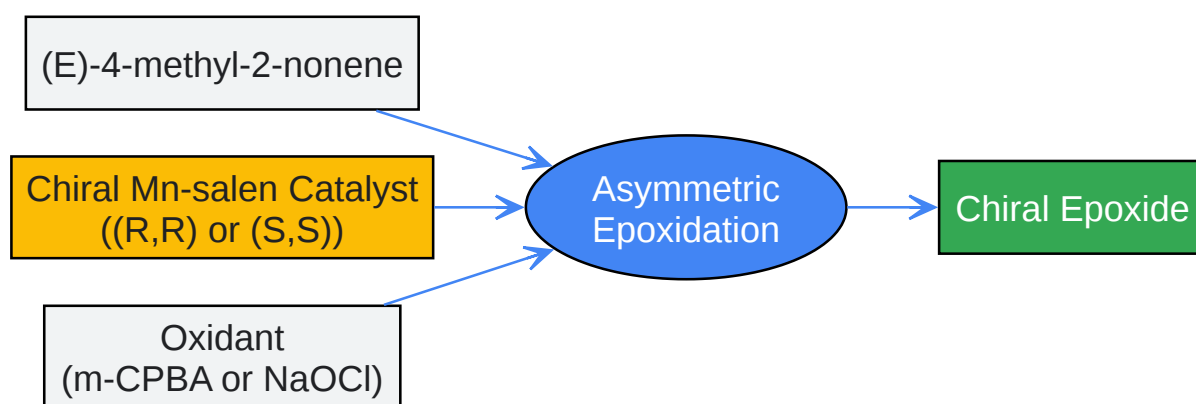 (E)-4-methyl-2-nonene
Chiral Mn-salen Catalyst
((R,R) or (S,S))
Oxidant
(m-CPBA or NaOCl)
Asymmetric
Epoxidation
Chiral Epoxide